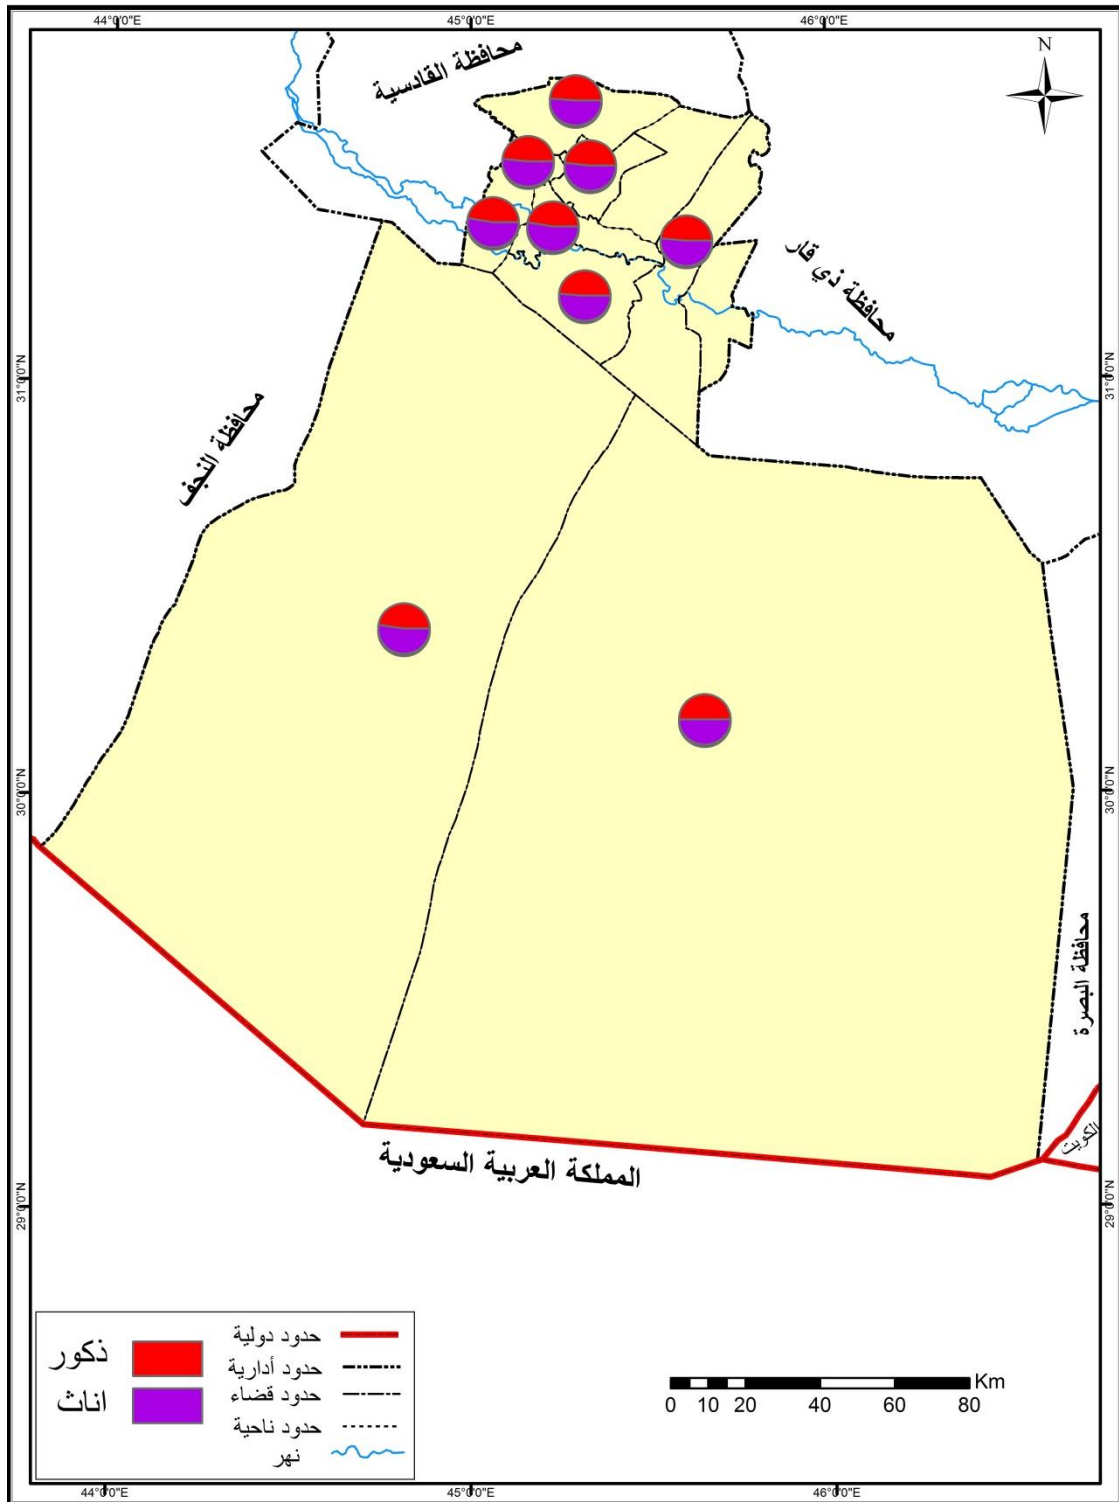 44°0'0"E
45°0'0"E
46°0'0"E
N
محافظة القادسية
محافظة ذي قار
31°0'0"N
31°0'0"N
محافظة النجف
30°0'0"N
30°0'0"N
محافظة البصرة
الكويت
المملكة العربية السعودية
29°0'0"N
29°0'0"N
ذكور
اناث
حدود دولية
حدود أدارية
حدود قضاء
حدود ناحية
نهر
Km
0 10 20 40 60 80
44°0'0"E
45°0'0"E
46°0'0"E